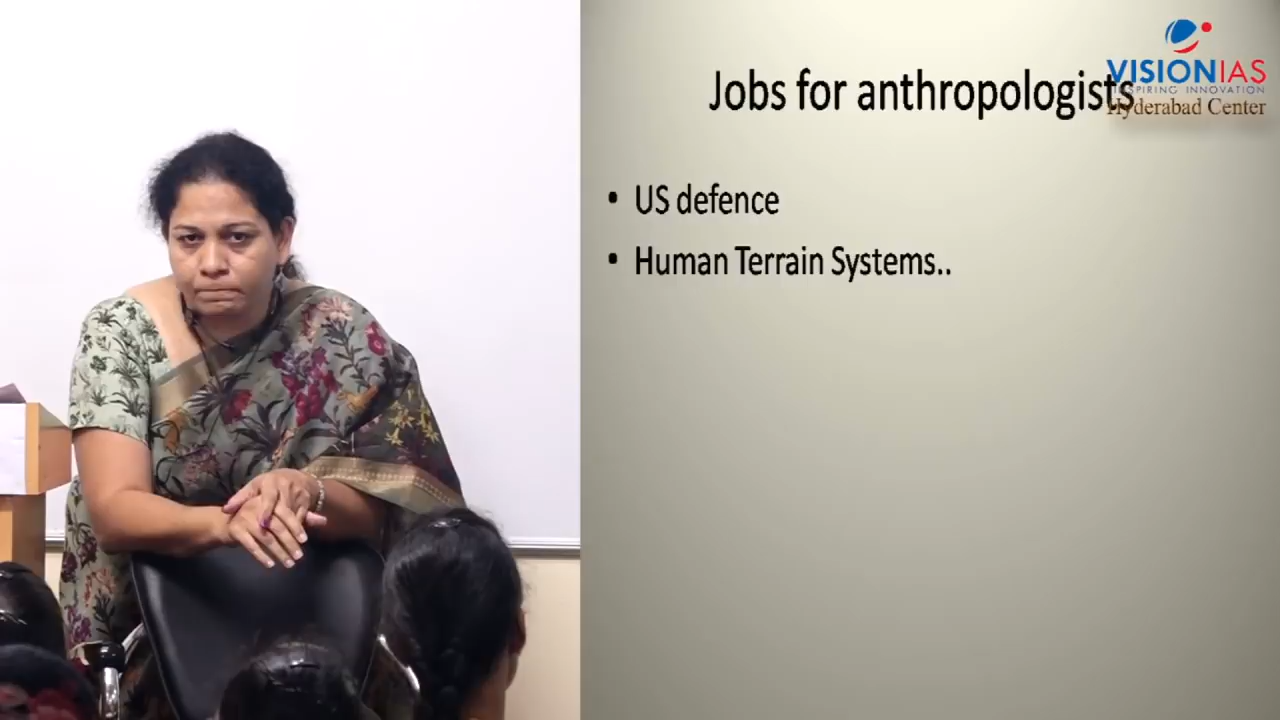 Jobs for anthropologists
VISIONIAS
INSPIRING INNOVATION
Hyderabad Center
• US defence
• Human Terrain Systems..